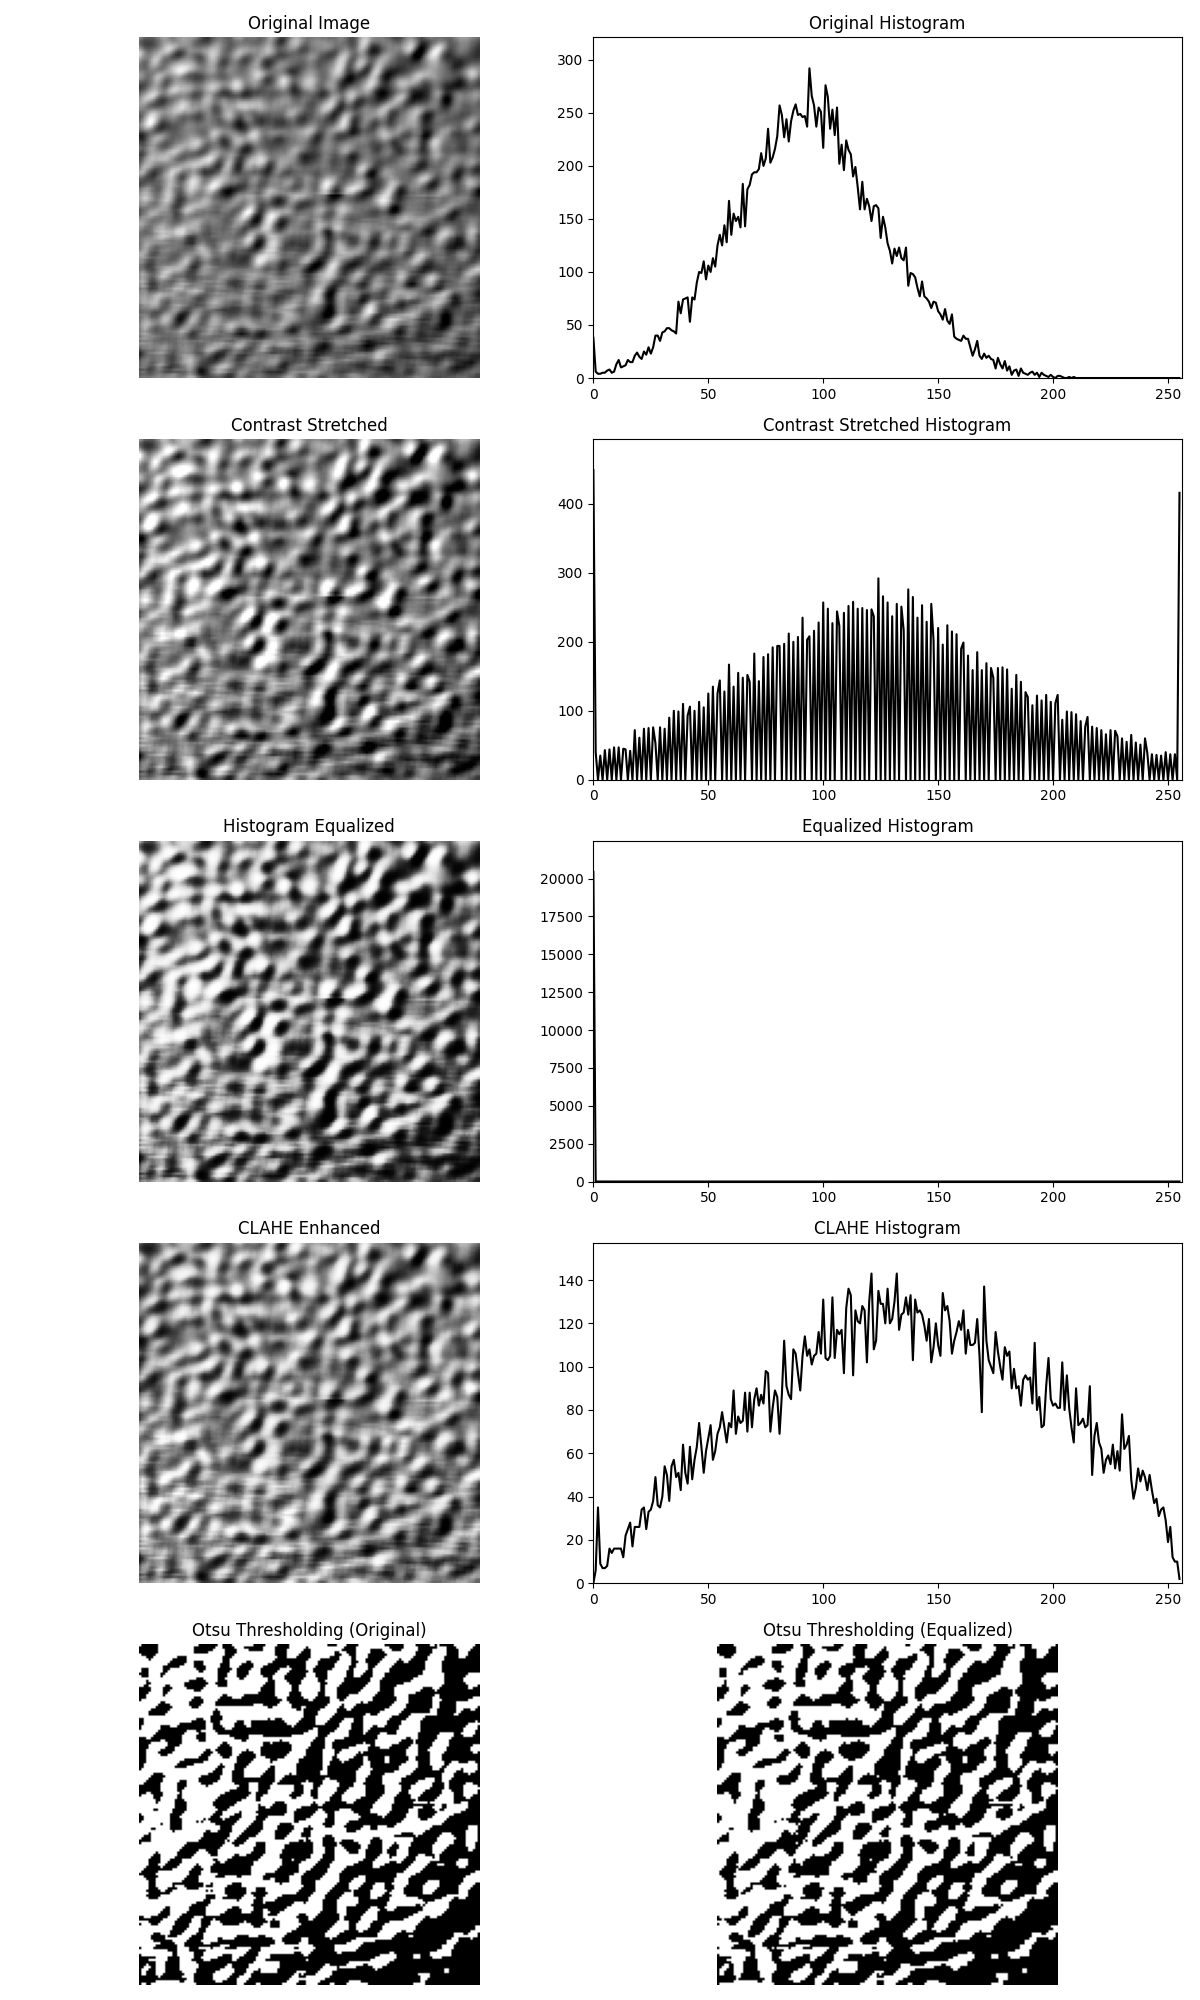 Original Image
Original Histogram
300
250
200
150
100
50
0
0 50 100 150 200 250
Contrast Stretched
Contrast Stretched Histogram
400
300
200
100
0
0 50 100 150 200 250
Histogram Equalized
Equalized Histogram
20000
17500
15000
12500
10000
7500
5000
2500
0
0 50 100 150 200 250
CLAHE Enhanced
CLAHE Histogram
140
120
100
80
60
40
20
0
0 50 100 150 200 250
Otsu Thresholding (Original)
Otsu Thresholding (Equalized)